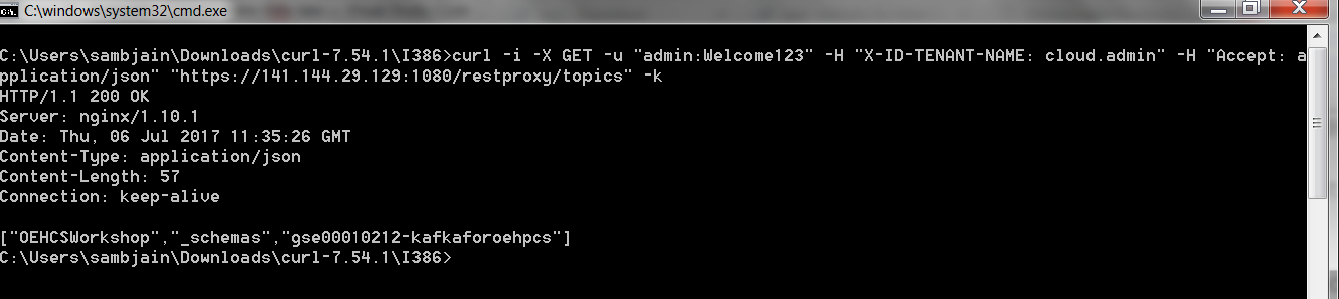 C:\windows\system32\cmd.exe
C:\Users\sambjain\Downloads\curl-7.54.1\I386>curl -i -X GET -u "admin:Welcome123" -H "X-ID-TENANT-NAME: cloud.admin" -H "Accept: a
pplication/json" "https://141.144.29.129:1080/restproxy/topics" -k
HTTP/1.1 200 OK
Server: nginx/1.10.1
Date: Thu, 06 Jul 2017 11:35:26 GMT
Content-Type: application/json
Content-Length: 57
Connection: keep-alive
["OEHCSWorkshop","_schemas","gse00010212-kafkaforoehpcs"]
C:\Users\sambjain\Downloads\curl-7.54.1\I386>